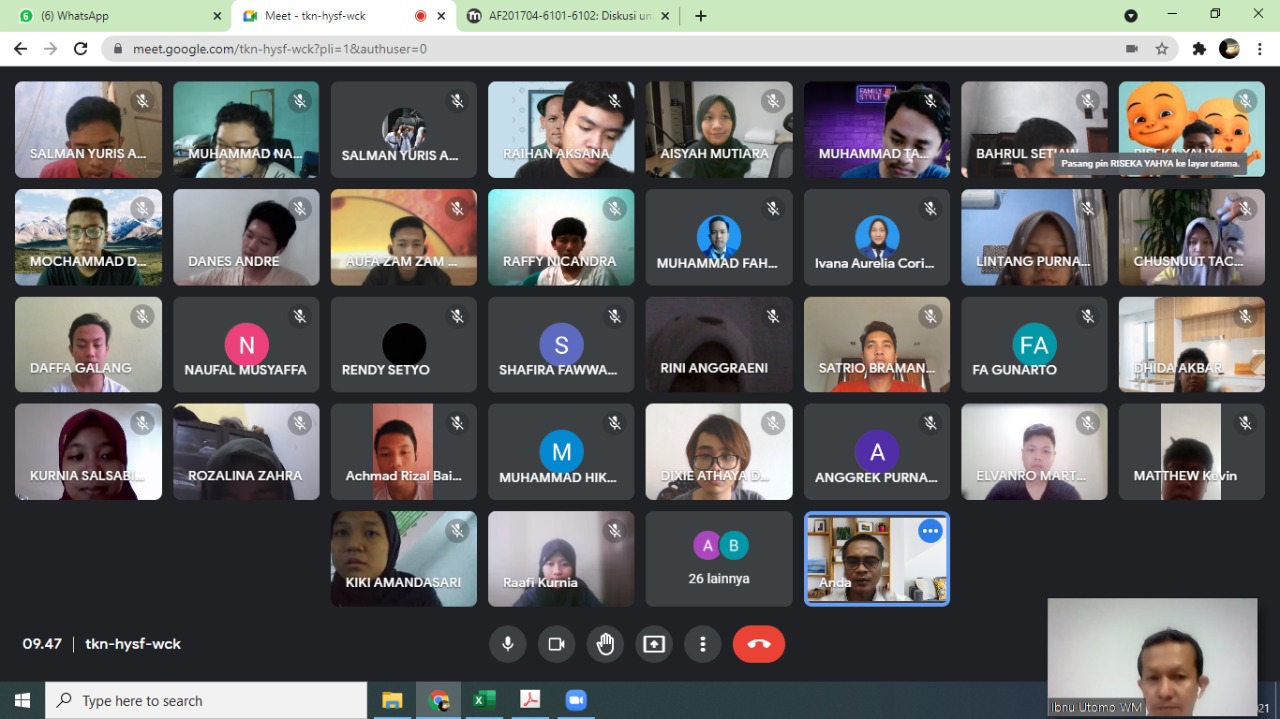 (6) WhatsApp
Meet - tkn-hysf-wck
AF201704-6101-6102: Diskusi un
meet.google.com/tkn-hysf-wck?pli=1&authuser=0
SALMAN YURIS A...
MUHAMMAD NA...
SALMAN YURIS A...
RAIHAN AKSANA
AISYAH MUTIARA
FAMILY STYLE
MUHAMMAD TA...
BAHRUL SETIAW
RISEKA YAHYA
Pasang pin RISEKA YAHYA ke layar utama.
MOCHAMMAD D...
DANES ANDRE
AUFA ZAM ZAM ...
RAFFY NICANDRA
MUHAMMAD FAH...
Ivana Aurelia Cori...
LINTANG PURNA...
CHUSNUUT TAC...
DAFFA GALANG
N
NAUFAL MUSYAFFA
RENDY SETYO
S
SHAFIRA FAWWA...
RINI ANGGRAENI
SATRIO BRAMAN...
FA
FA GUNARTO
DHIDA AKBAR
KURNIA SALSABI...
ROZALINA ZAHRA
Achmad Rizal Bai...
M
MUHAMMAD HIK...
DIXIE ATHAYA D...
A
ANGGREK PURNA...
ELVANRO MART...
MATTHEW Kevin
KIKI AMANDASARI
Raafi Kurnia
A B
26 lainnya
Anda
09.47 | tkn-hysf-wck
Type here to search
Ibnu Utomo WM
21